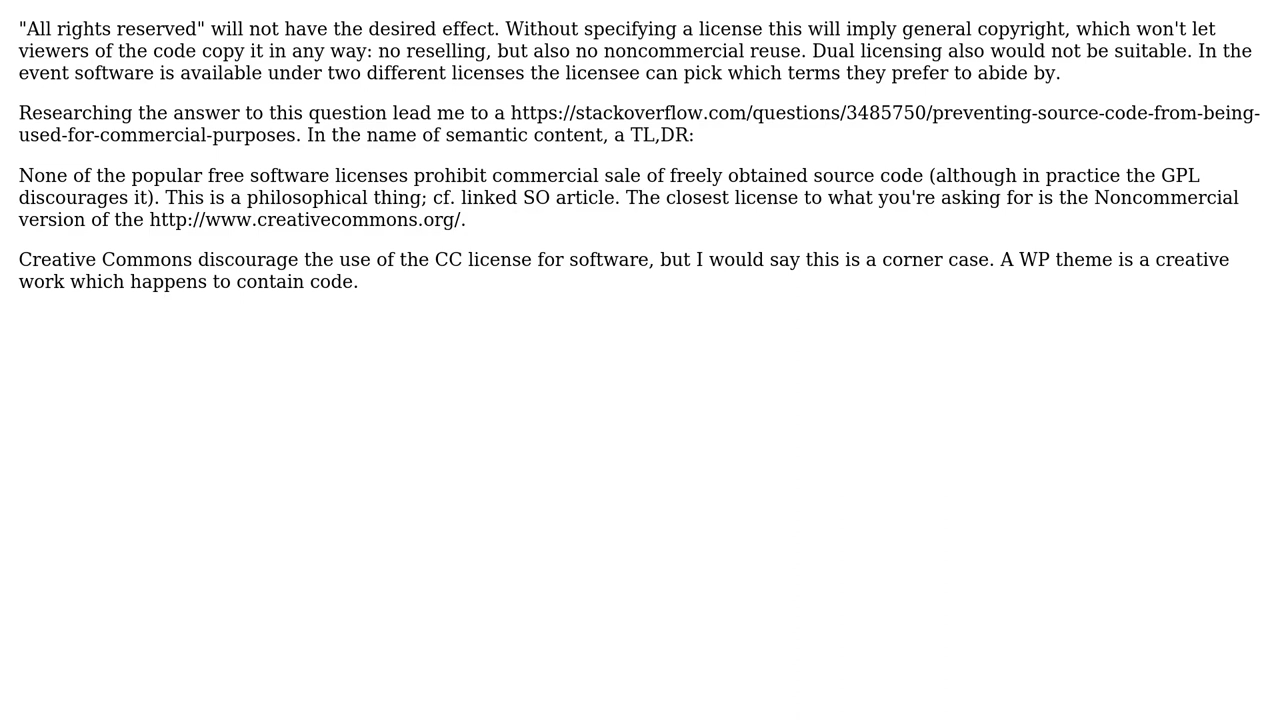 "All rights reserved" will not have the desired effect. Without specifying a license this will imply general copyright, which won't let
viewers of the code copy it in any way: no reselling, but also no noncommercial reuse. Dual licensing also would not be suitable. In the
event software is available under two different licenses the licensee can pick which terms they prefer to abide by.
Researching the answer to this question lead me to a https://stackoverflow.com/questions/3485750/preventing-source-code-from-being-
used-for-commercial-purposes. In the name of semantic content, a TL,DR:
None of the popular free software licenses prohibit commercial sale of freely obtained source code (although in practice the GPL
discourages it). This is a philosophical thing; cf. linked SO article. The closest license to what you're asking for is the Noncommercial
version of the http://www.creativecommons.org/.
Creative Commons discourage the use of the CC license for software, but I would say this is a corner case. A WP theme is a creative
work which happens to contain code.